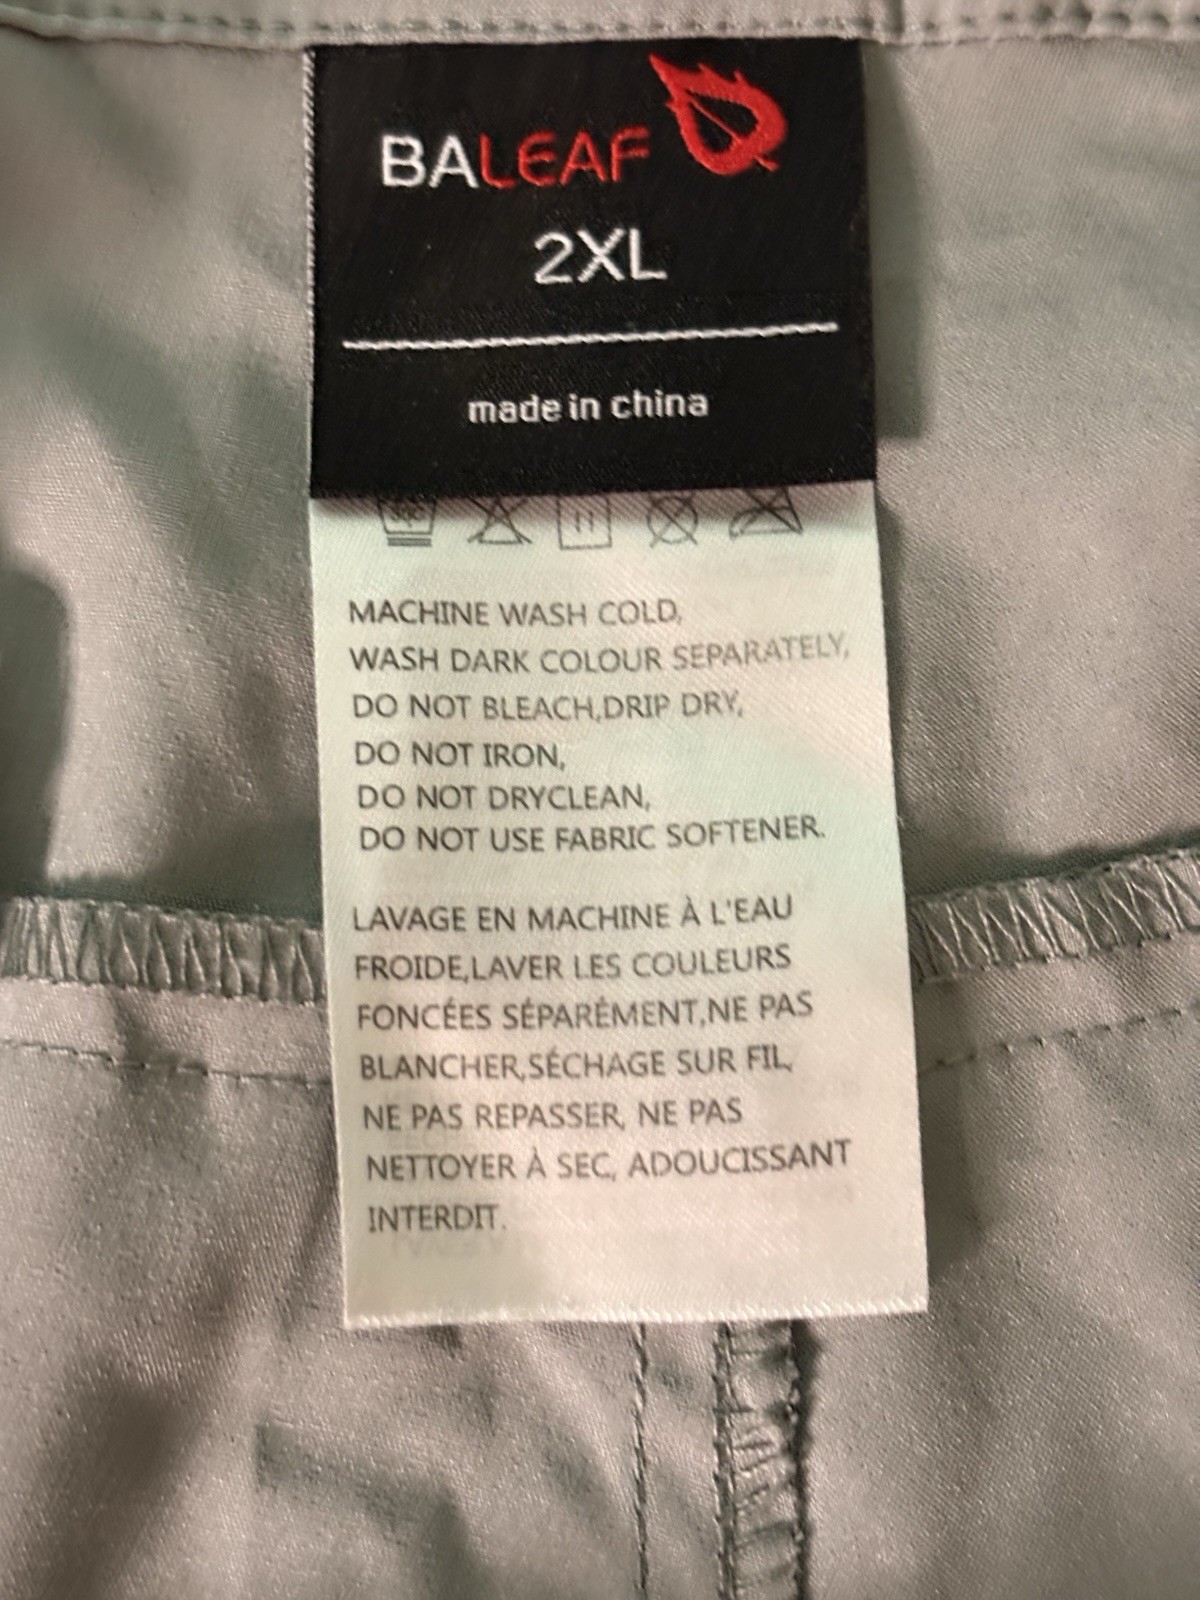 BALEAF
2XL
made in china
MACHINE WASH COLD,
WASH DARK COLOUR SEPARATELY,
DO NOT BLEACH,DRIP DRY,
DO NOT IRON,
DO NOT DRYCLEAN,
DO NOT USE FABRIC SOFTENER.
LAVAGE EN MACHINE À L'EAU
FROIDE,LAVER LES COULEURS
FONCÉES SÉPARÉMENT,NE PAS
BLANCHER,SÉCHAGE SUR FIL,
NE PAS REPASSER, NE PAS
NETTOYER À SEC, ADOUCISSANT
INTERDIT.